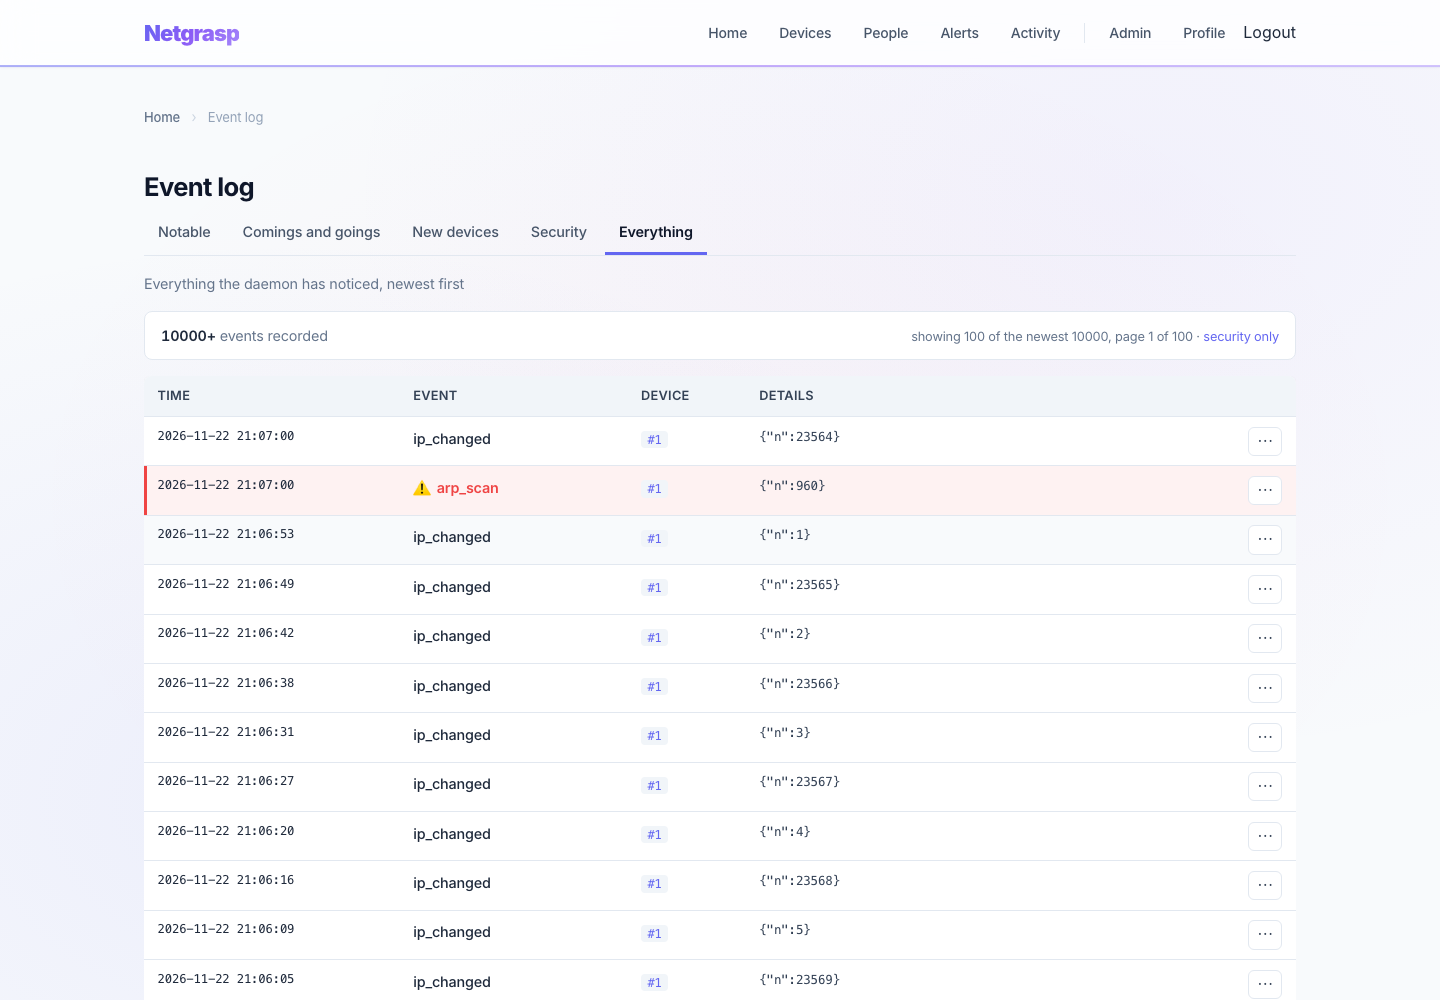 Netgrasp Home Devices People Alerts Activity Admin Profile Logout
Home › Event log
Event log
Notable Comings and goings New devices Security Everything
Everything the daemon has noticed, newest first
10000+ events recorded showing 100 of the newest 10000, page 1 of 100 · security only
TIME EVENT DEVICE DETAILS
2026-11-22 21:07:00 ip_changed #1 {"n":23564} ...
2026-11-22 21:07:00 ⚠ arp_scan #1 {"n":960} ...
2026-11-22 21:06:53 ip_changed #1 {"n":1} ...
2026-11-22 21:06:49 ip_changed #1 {"n":23565} ...
2026-11-22 21:06:42 ip_changed #1 {"n":2} ...
2026-11-22 21:06:38 ip_changed #1 {"n":23566} ...
2026-11-22 21:06:31 ip_changed #1 {"n":3} ...
2026-11-22 21:06:27 ip_changed #1 {"n":23567} ...
2026-11-22 21:06:20 ip_changed #1 {"n":4} ...
2026-11-22 21:06:16 ip_changed #1 {"n":23568} ...
2026-11-22 21:06:09 ip_changed #1 {"n":5} ...
2026-11-22 21:06:05 ip_changed #1 {"n":23569} ...